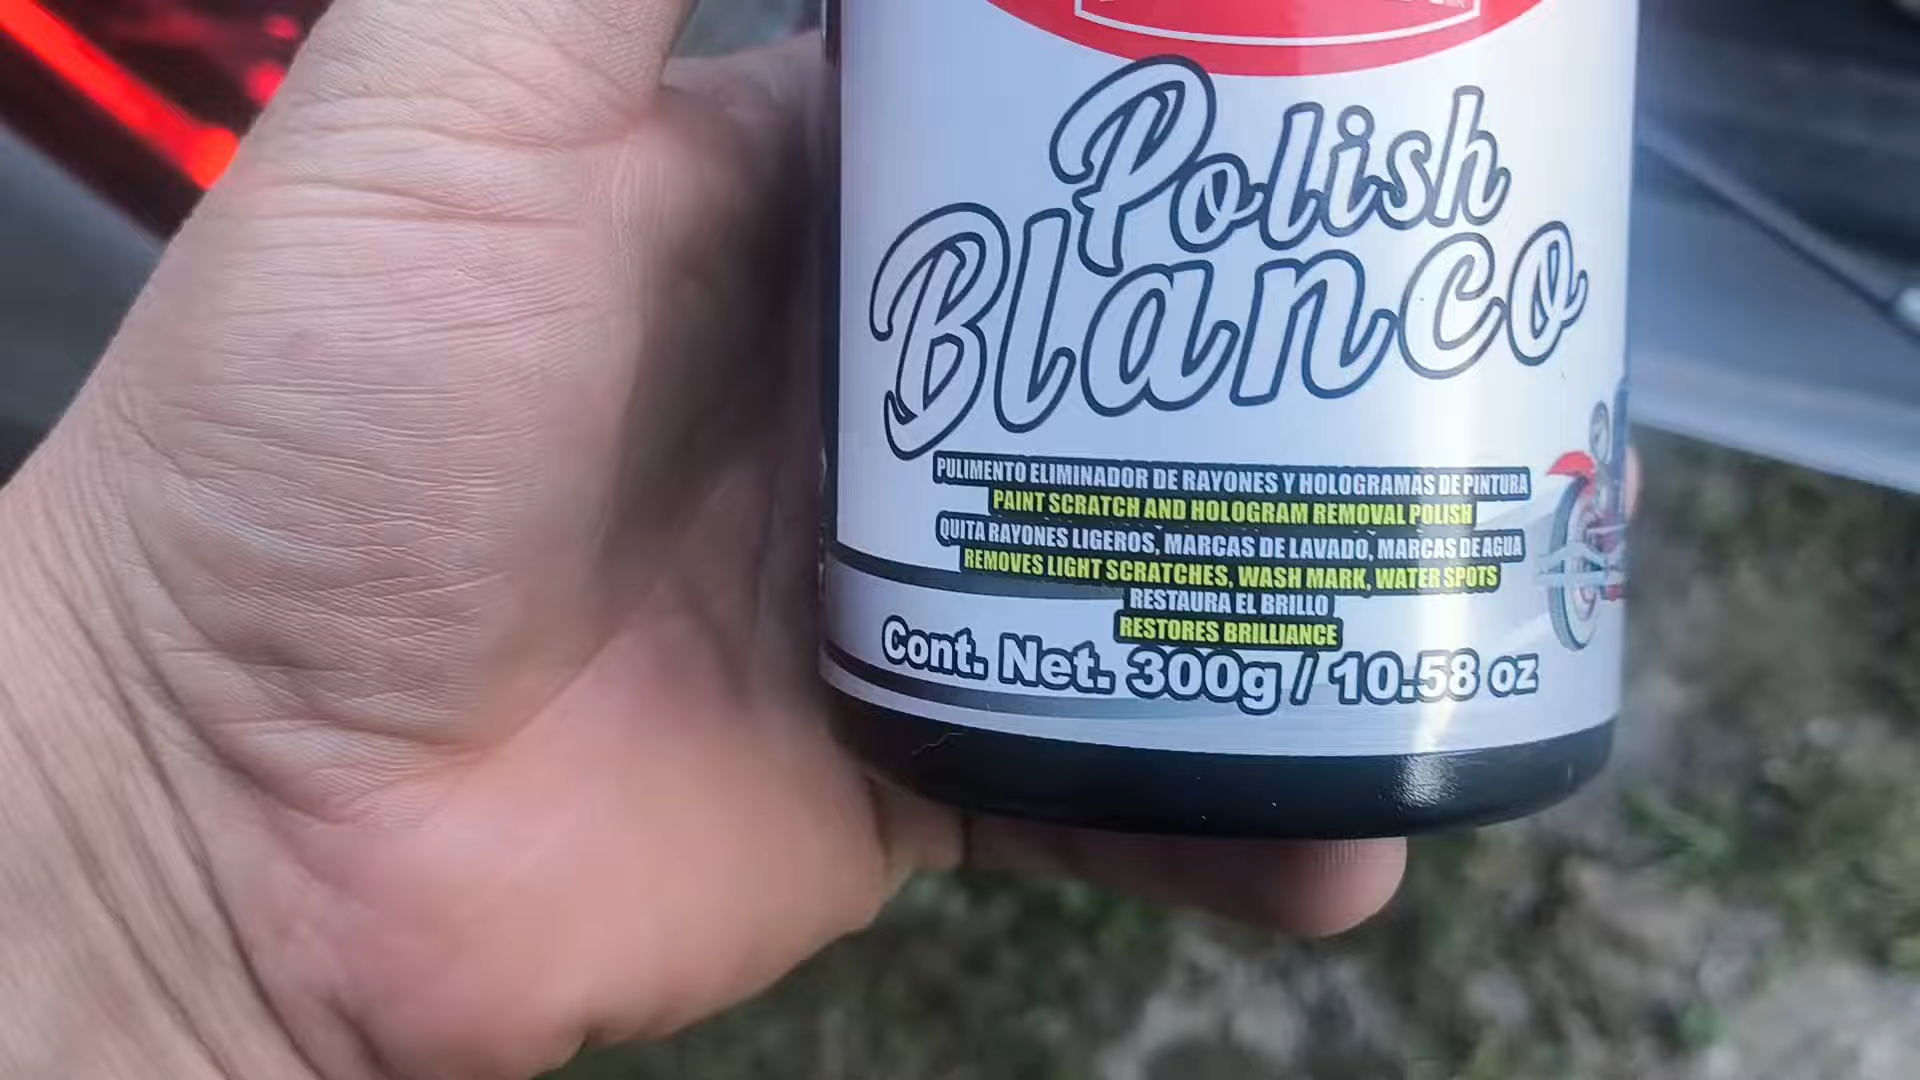 Polish
Blanco
PULIMENTO ELIMINADOR DE RAYONES Y HOLOGRAMAS DE PINTURA
PAINT SCRATCH AND HOLOGRAM REMOVAL POLISH
QUITA RAYONES LIGEROS, MARCAS DE LAVADO, MARCAS DE AGUA
REMOVES LIGHT SCRATCHES, WASH MARK, WATER SPOTS
RESTAURA EL BRILLO
RESTORES BRILLIANCE
Cont. Net. 300g / 10.58 oz